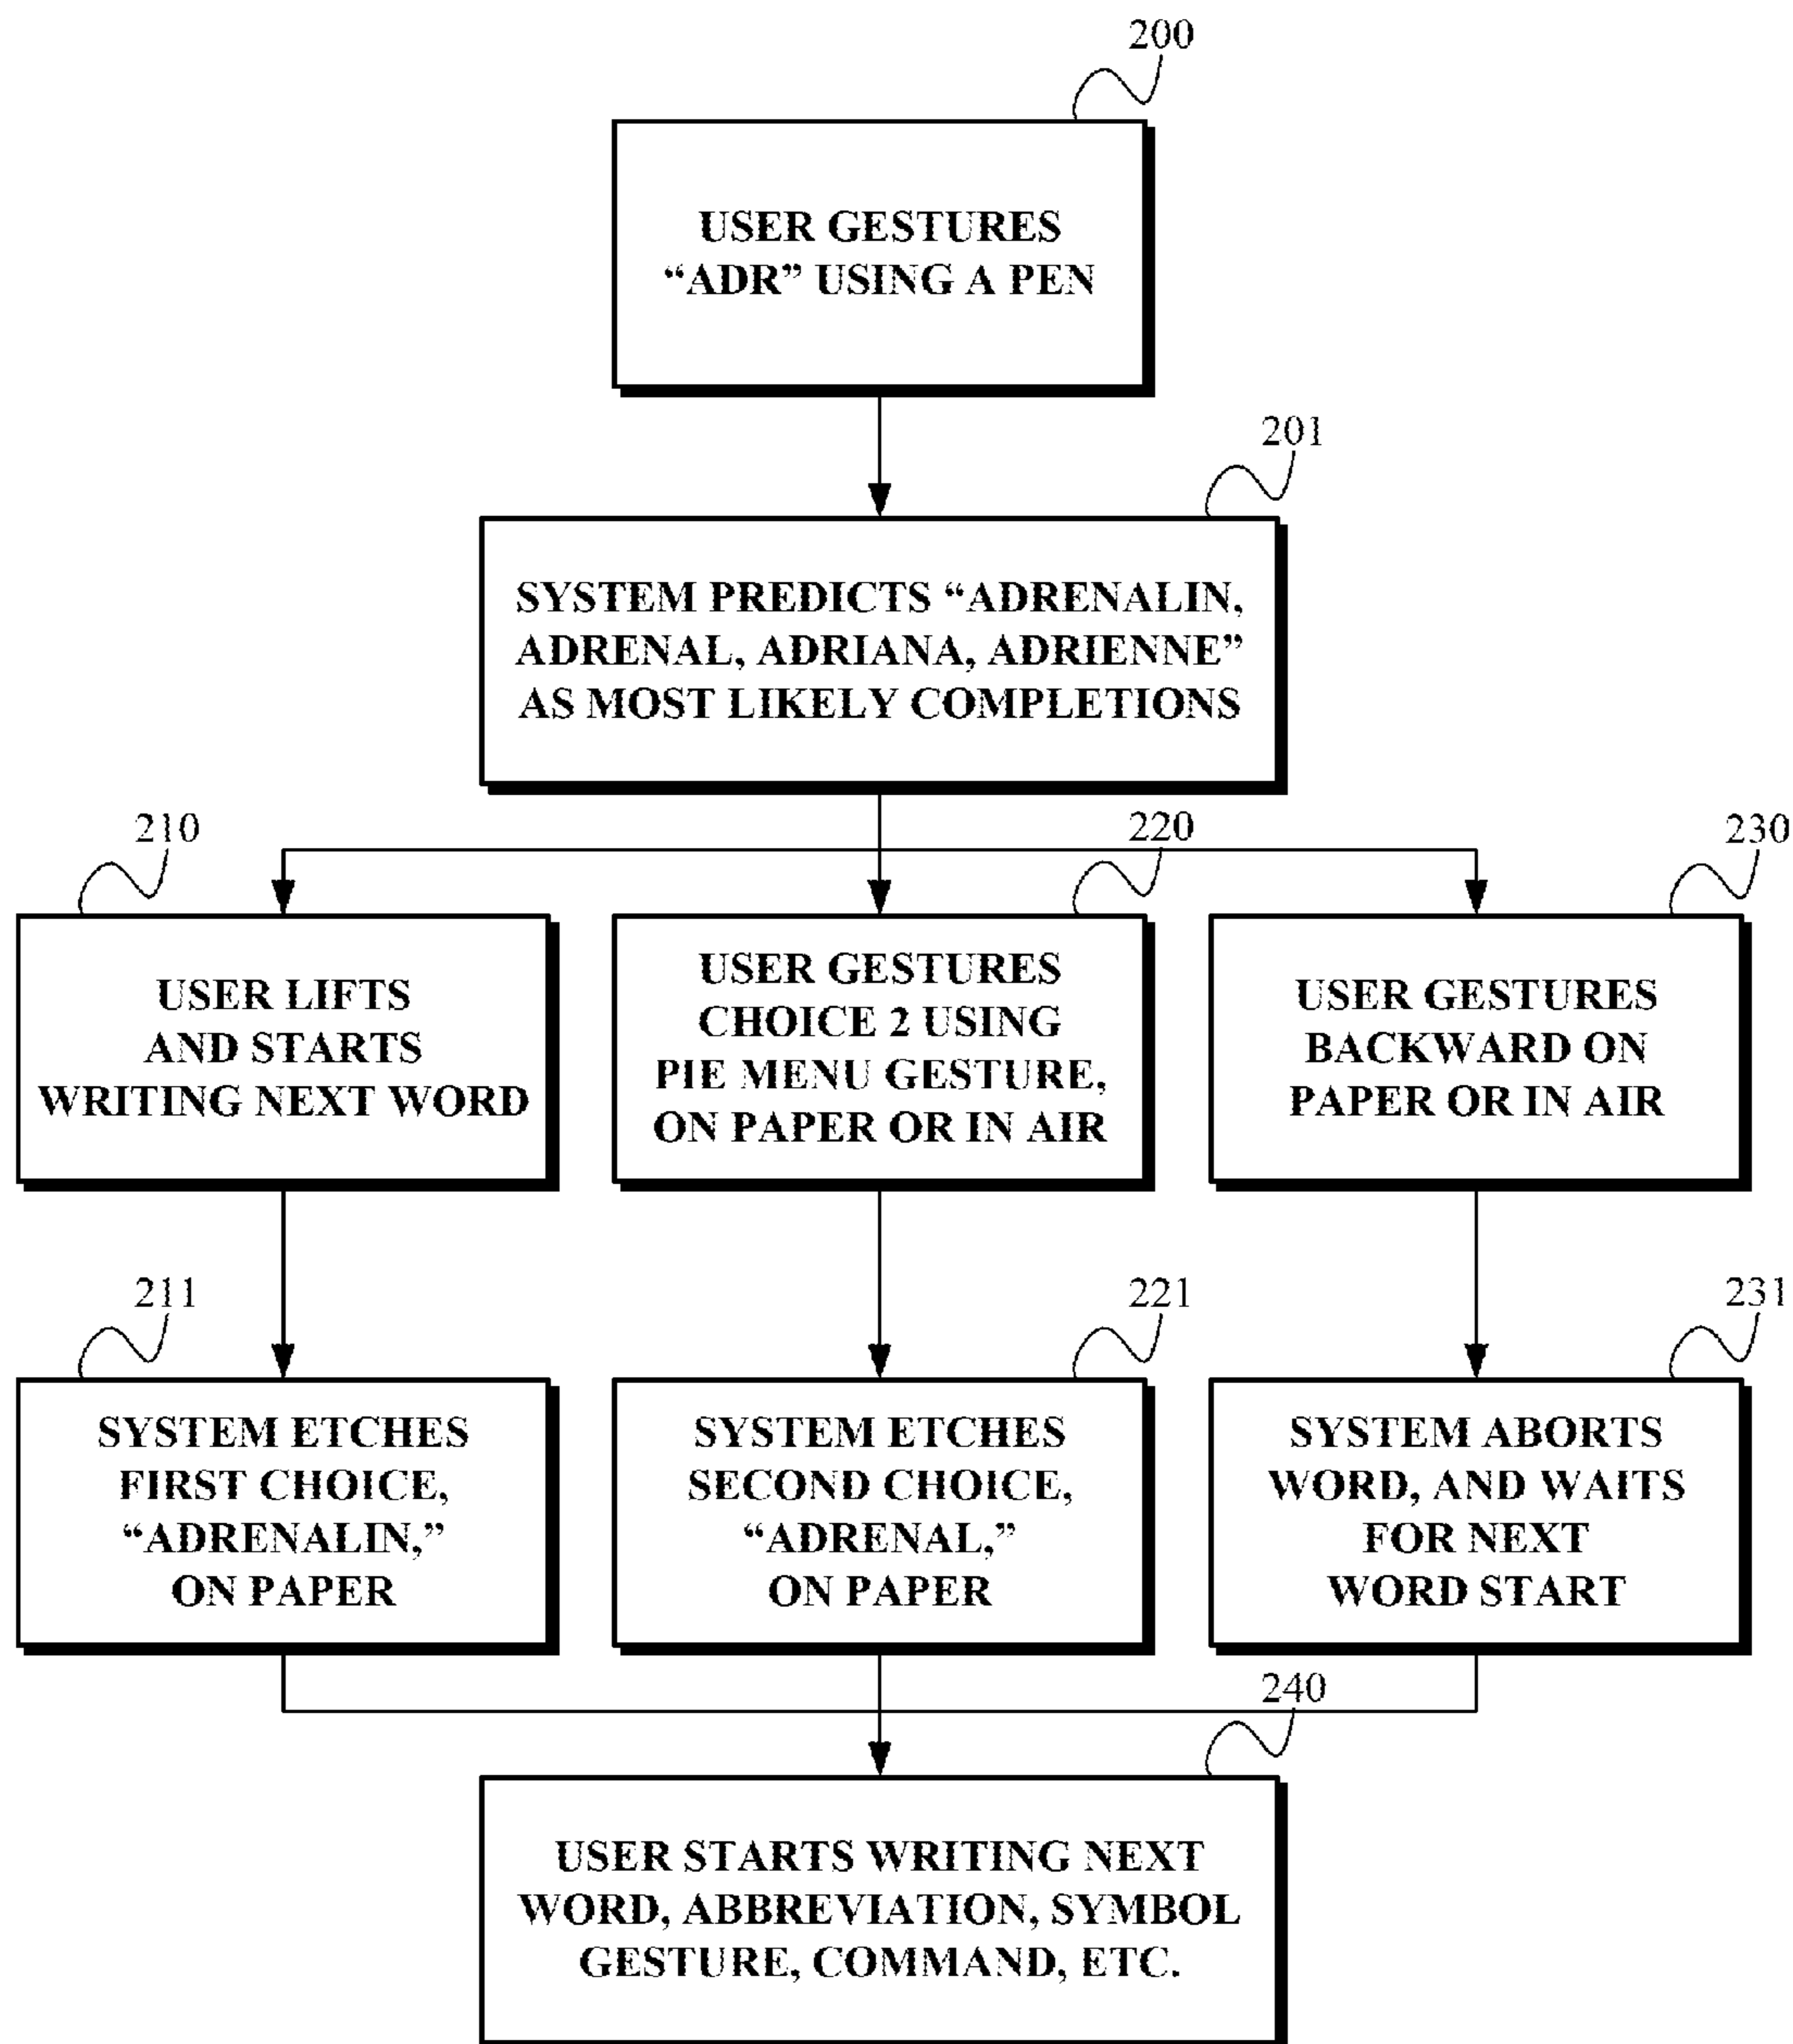 200
USER GESTURES
“ADR” USING A PEN
201
SYSTEM PREDICTS “ADRENALIN,
ADRENAL, ADRIANA, ADRIENNE”
AS MOST LIKELY COMPLETIONS
210
USER LIFTS
AND STARTS
WRITING NEXT WORD
220
USER GESTURES
CHOICE 2 USING
PIE MENU GESTURE,
ON PAPER OR IN AIR
230
USER GESTURES
BACKWARD ON
PAPER OR IN AIR
211
SYSTEM ETCHES
FIRST CHOICE,
“ADRENALIN,”
ON PAPER
221
SYSTEM ETCHES
SECOND CHOICE,
“ADRENAL,”
ON PAPER
231
SYSTEM ABORTS
WORD, AND WAITS
FOR NEXT
WORD START
240
USER STARTS WRITING NEXT
WORD, ABBREVIATION, SYMBOL
GESTURE, COMMAND, ETC.